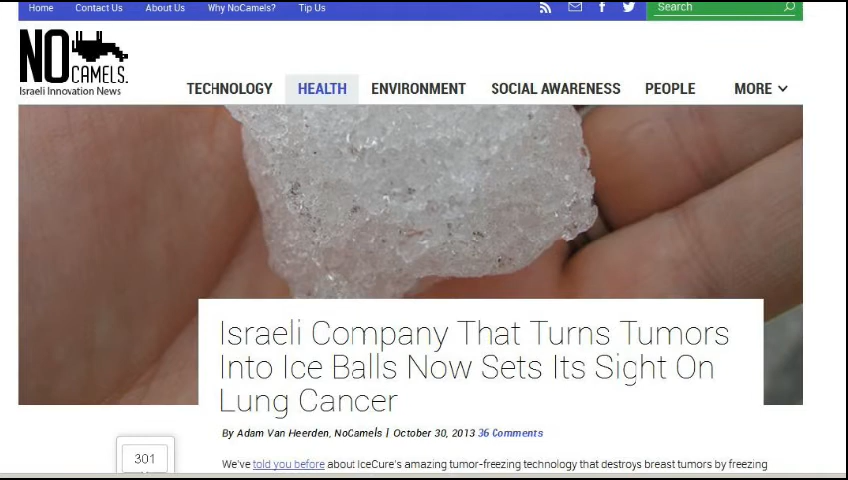 Home Contact Us About Us Why NoCamels? Tip Us Search
NO CAMELS.
Israeli Innovation News
TECHNOLOGY HEALTH ENVIRONMENT SOCIAL AWARENESS PEOPLE MORE
Israeli Company That Turns Tumors
Into Ice Balls Now Sets Its Sight On
Lung Cancer
By Adam Van Heerden, NoCamels | October 30, 2013 36 Comments
301
We've told you before about IceCure's amazing tumor-freezing technology that destroys breast tumors by freezing